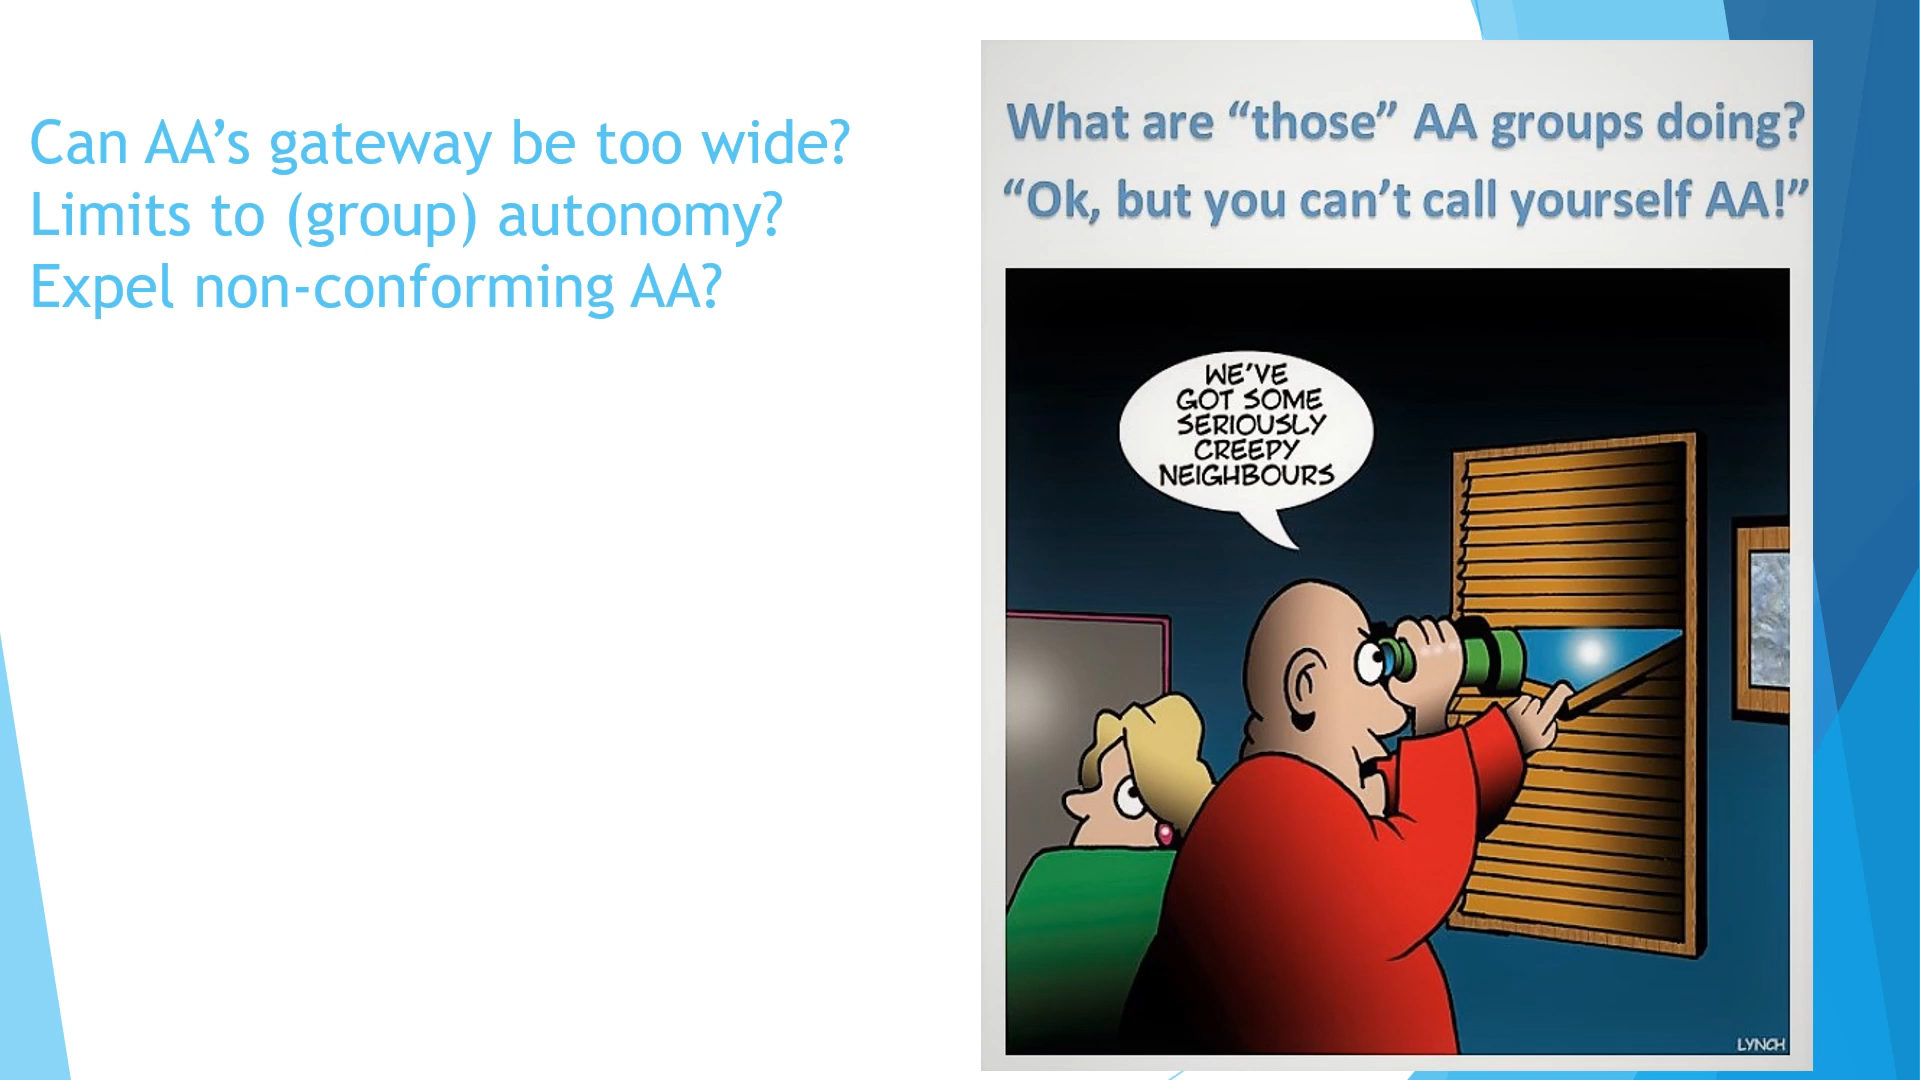 Can AA’s gateway be too wide?
Limits to (group) autonomy?
Expel non-conforming AA?
What are “those” AA groups doing?
“Ok, but you can’t call yourself AA!”
WE’VE
GOT SOME
SERIOUSLY
CREEPY
NEIGHBOURS
LYNCH